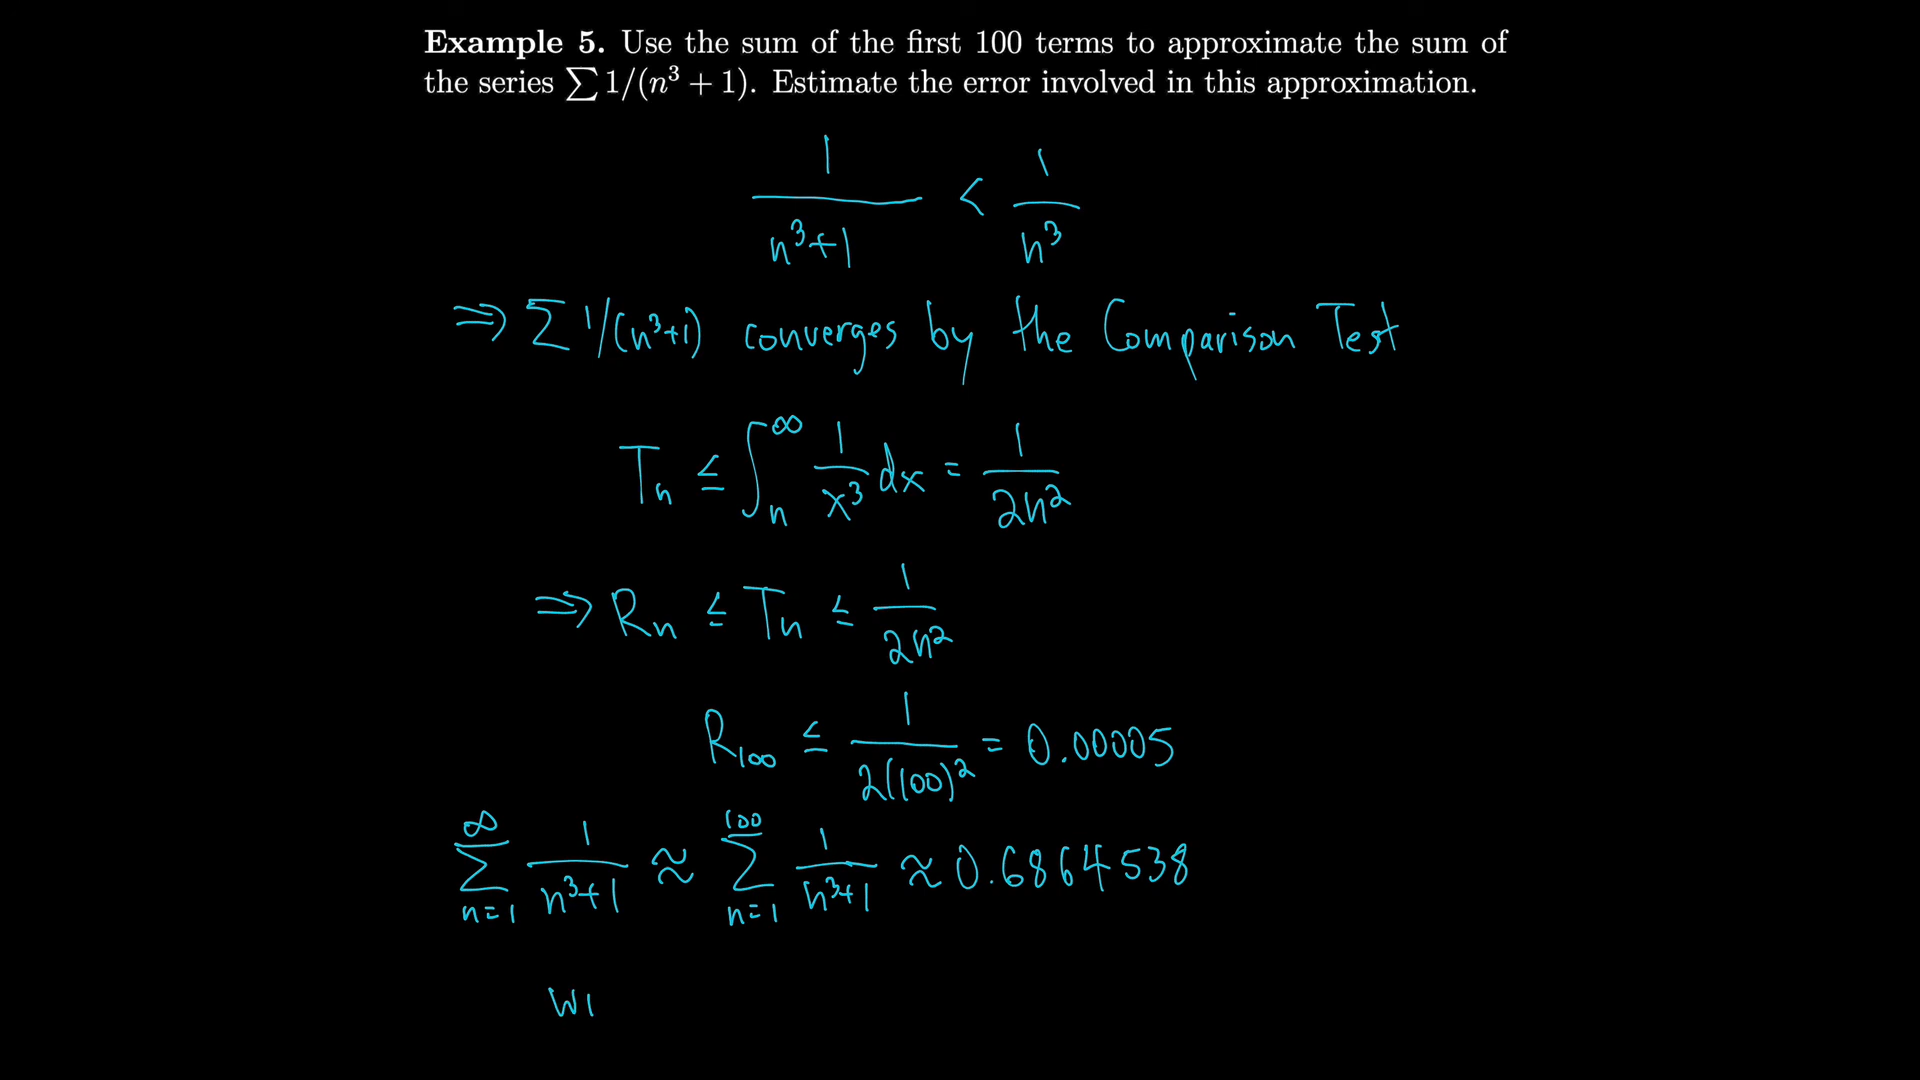 Example 5. Use the sum of the first 100 terms to approximate the sum of
the series ∑ 1/(n³ + 1). Estimate the error involved in this approximation.
1/(n³+1) < 1/n³
⇒ ∑ 1/(n³+1) converges by the Comparison Test
Tₙ ≤ ∫ₙ^∞ 1/x³ dx = 1/(2n²)
⇒ Rₙ ≤ Tₙ ≤ 1/(2n²)
R₁₀₀ ≤ 1/(2(100)²) = 0.00005
∑_{n=1}^{∞} 1/(n³+1) ≈ ∑_{n=1}^{100} 1/(n³+1) ≈ 0.6864538
wi